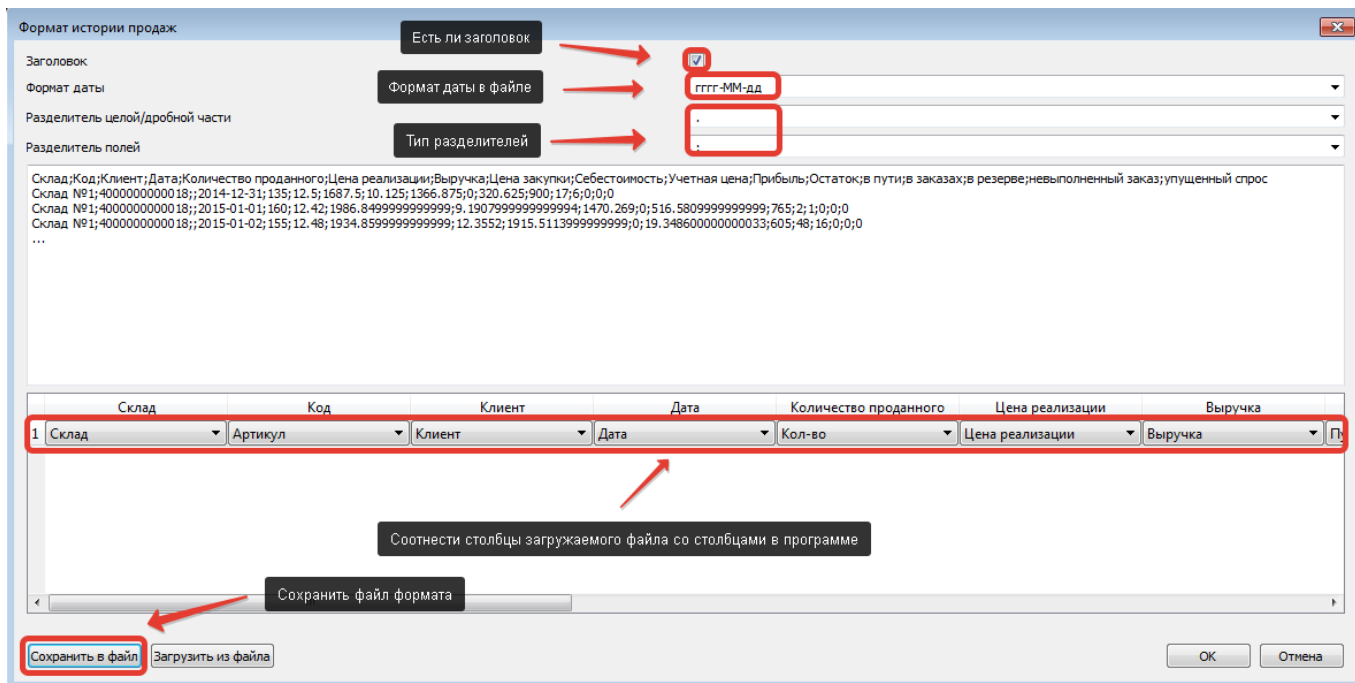 Формат истории продаж
Есть ли заголовок
Заголовок
Формат даты
Формат даты в файле
гггг-ММ-дд
Разделитель целой/дробной части
.
Тип разделителей
Разделитель полей
;
Склад;Код;Клиент;Дата;Количество проданного;Цена реализации;Выручка;Цена закупки;Себестоимость;Учетная цена;Прибыль;Остаток;в пути;в заказах;в резерве;невыполненный заказ;упущенный спрос
Склад №1;4000000000018;;2014-12-31;135;12.5;1687.5;10.125;1366.875;0;320.625;900;17;6;0;0;0
Склад №1;4000000000018;;2015-01-01;160;12.42;1986.8499999999999;9.1907999999999994;1470.269;0;516.5809999999999;765;2;1;0;0;0
Склад №1;4000000000018;;2015-01-02;155;12.48;1934.8599999999999;12.3552;1915.5113999999999;0;19.348600000000033;605;48;16;0;0;0
...
Склад Код Клиент Дата Количество проданного Цена реализации Выручка
1 Склад Артикул Клиент Дата Кол-во Цена реализации Выручка
Соотнести столбцы загружаемого файла со столбцами в программе
Сохранить файл формата
Сохранить в файл Загрузить из файла OK Отмена